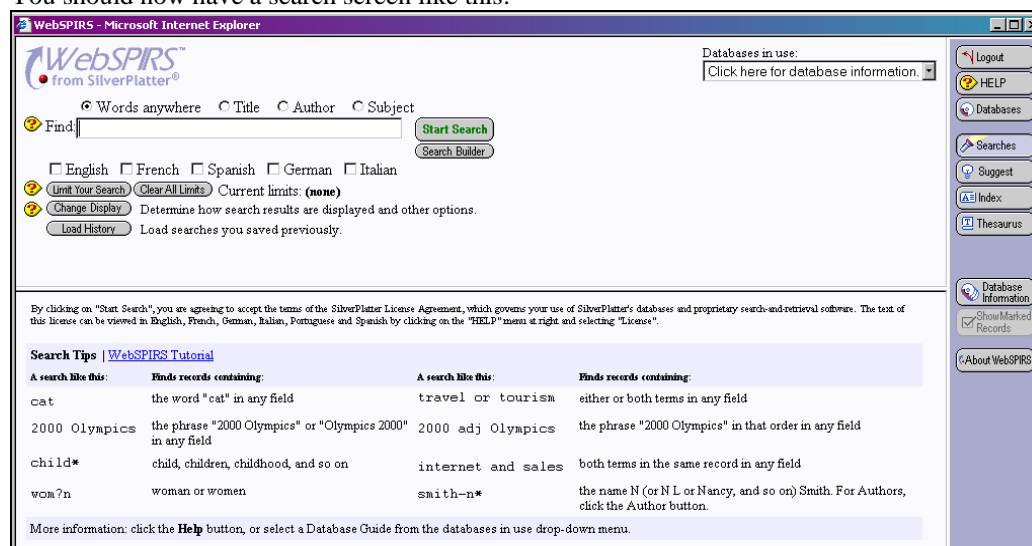 You should now have a search screen like this:
WebSPIRS - Microsoft Internet Explorer
WebSPIRS™
from SilverPlatter®
Databases in use:
Click here for database information.
Words anywhere Title Author Subject
Find:
Start Search
Search Builder
English French Spanish German Italian
Limit Your Search Clear All Limits Current limits: (none)
Change Display Determine how search results are displayed and other options.
Load History Load searches you saved previously.
Logout
HELP
Databases
Searches
Suggest
Index
Thesaurus
Database
Information
Show Marked
Records
About WebSPIRS
By clicking on "Start Search", you are agreeing to accept the terms of the SilverPlatter License Agreement, which governs your use of SilverPlatter's databases and proprietary search-and-retrieval software. The text of
this license can be viewed in English, French, German, Italian, Portuguese and Spanish by clicking on the "HELP" menu at right and selecting "License".
Search Tips | WebSPIRS Tutorial
A search like this: Finds records containing: A search like this: Finds records containing:
cat the word "cat" in any field travel or tourism either or both terms in any field
2000 Olympics the phrase "2000 Olympics" or "Olympics 2000" 2000 adj Olympics the phrase "2000 Olympics" in that order in any field
in any field
child* child, children, childhood, and so on internet and sales both terms in the same record in any field
wom?n woman or women smith-n* the name N (or N L or Nancy, and so on) Smith. For Authors,
click the Author button.
More information: click the Help button, or select a Database Guide from the databases in use drop-down menu.